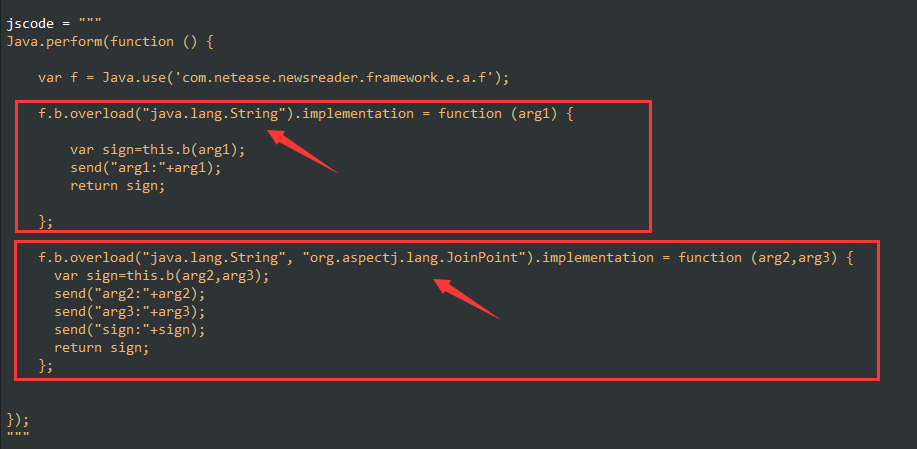 jscode = """
Java.perform(function () {
var f = Java.use('com.netease.newsreader.framework.e.a.f');
f.b.overload("java.lang.String").implementation = function (arg1) {
var sign=this.b(arg1);
send("arg1:"+arg1);
return sign;
};
f.b.overload("java.lang.String", "org.aspectj.lang.JoinPoint").implementation = function (arg2,arg3) {
var sign=this.b(arg2,arg3);
send("arg2:"+arg2);
send("arg3:"+arg3);
send("sign:"+sign);
return sign;
};
});
"""